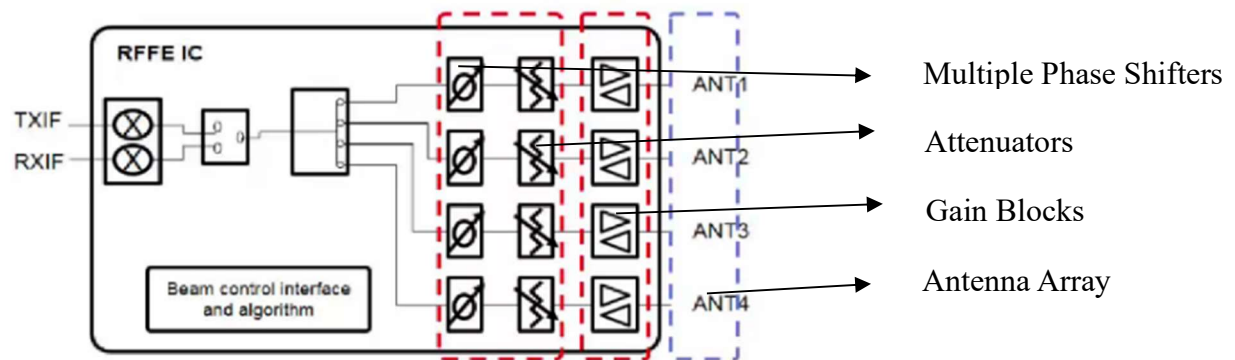 RFFE IC
TXIF
RXIF
Beam control interface
and algorithm
ANT1
ANT2
ANT3
ANT4
Multiple Phase Shifters
Attenuators
Gain Blocks
Antenna Array